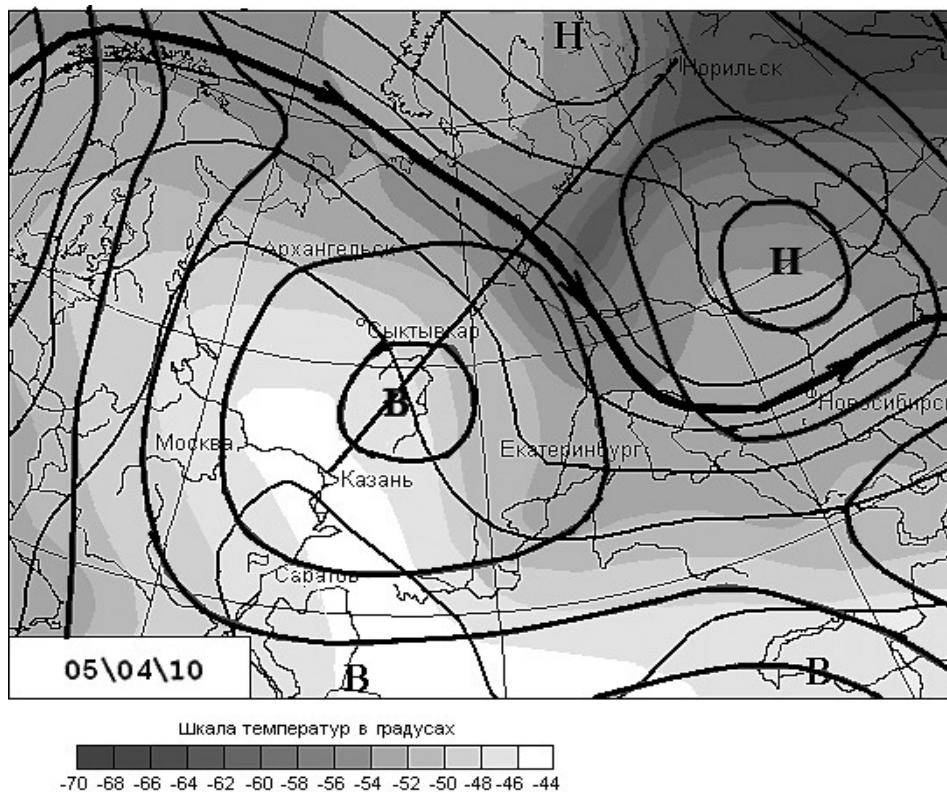 Н
Норильск
Архангельск
Н
Сыктывкар
В
Новосибирск
Москва
Екатеринбург
Казань
Саратов
В
В
05\04\10
Шкала температур в градусах
-70 -68 -66 -64 -62 -60 -58 -56 -54 -52 -50 -48 -46 -44